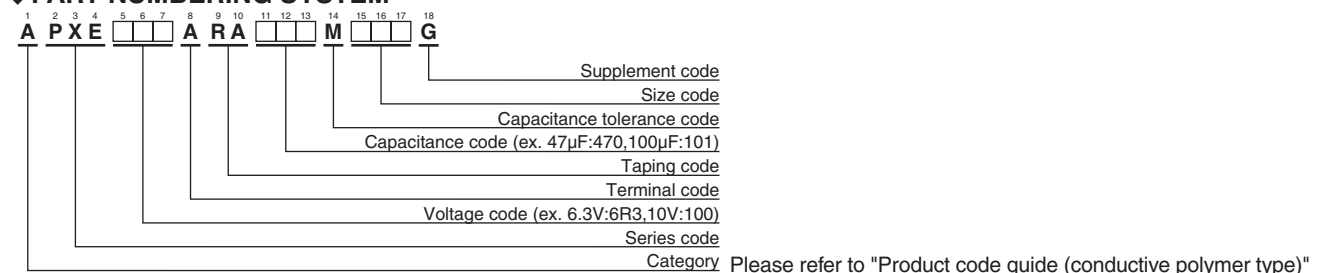 ◆PART NUMBERING SYSTEM
1 2 3 4 5 6 7 8 9 10 11 12 13 14 15 16 17 18
A PXE □□□ A RA □□□ M □□□ G
Supplement code
Size code
Capacitance tolerance code
Capacitance code (ex. 47µF:470,100µF:101)
Taping code
Terminal code
Voltage code (ex. 6.3V:6R3,10V:100)
Series code
Category Please refer to "Product code guide (conductive polymer type)"